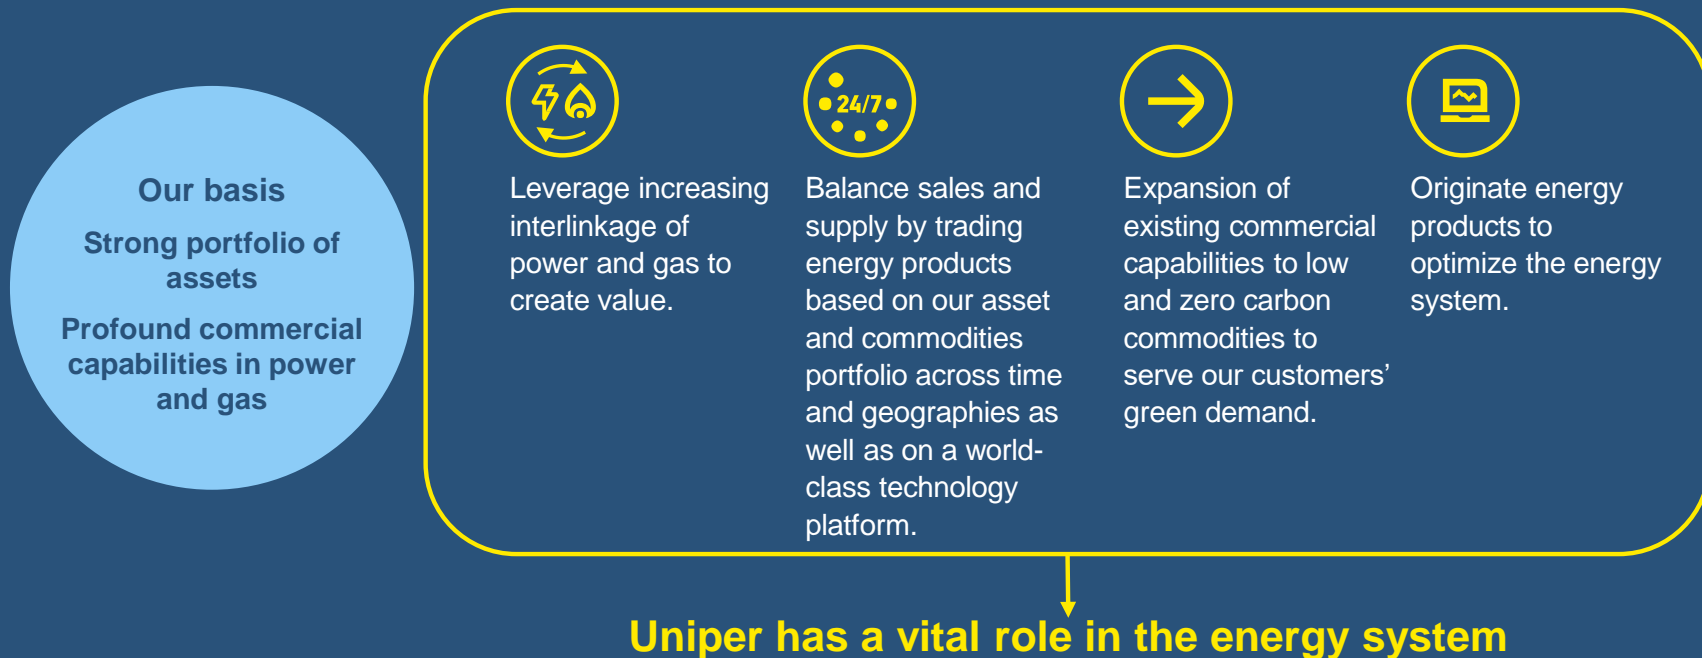 Our basis
Strong portfolio of
assets
Profound commercial
capabilities in power
and gas
Leverage increasing
interlinkage of
power and gas to
create value.
24/7
Balance sales and
supply by trading
energy products
based on our asset
and commodities
portfolio across time
and geographies as
well as on a world-
class technology
platform.
Expansion of
existing commercial
capabilities to low
and zero carbon
commodities to
serve our customers’
green demand.
Originate energy
products to
optimize the energy
system.
Uniper has a vital role in the energy system